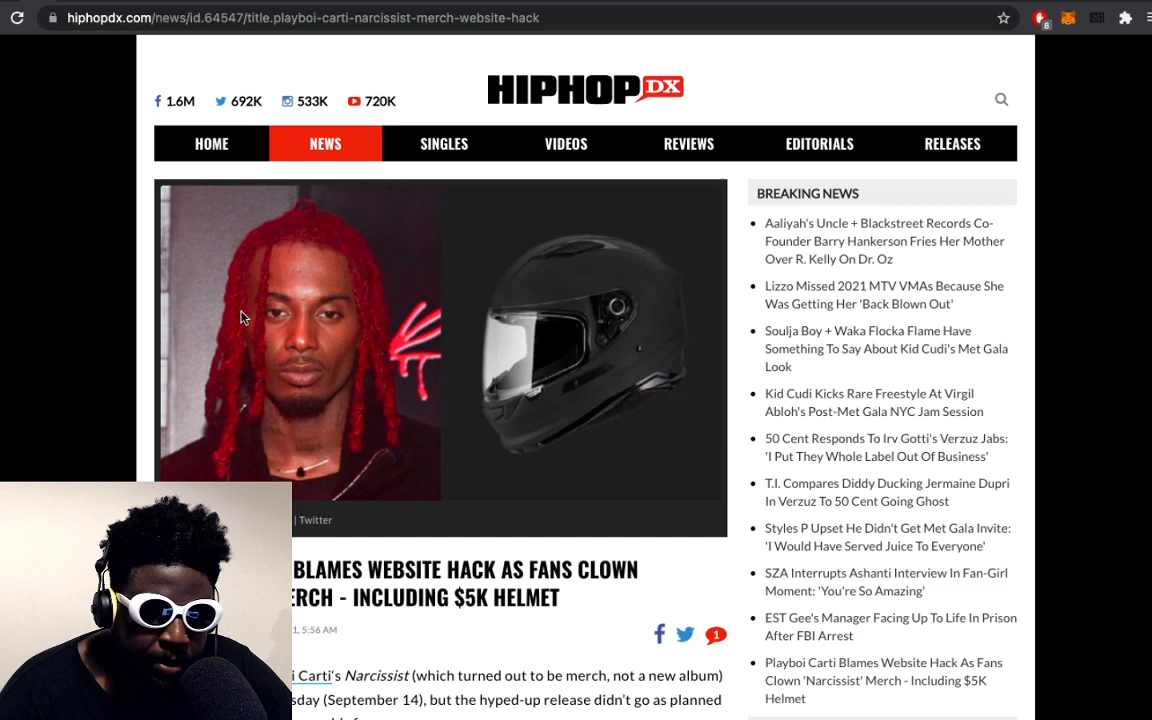 hiphopdx.com/news/id.64547/title.playboi-carti-narcissist-merch-website-hack
8
1.6M 692K 533K 720K
HIPHOPDX
HOME NEWS SINGLES VIDEOS REVIEWS EDITORIALS RELEASES
BREAKING NEWS
Aaliyah's Uncle + Blackstreet Records Co-
Founder Barry Hankerson Fries Her Mother
Over R. Kelly On Dr. Oz
Lizzo Missed 2021 MTV VMAs Because She
Was Getting Her 'Back Blown Out'
Soulja Boy + Waka Flocka Flame Have
Something To Say About Kid Cudi's Met Gala
Look
Kid Cudi Kicks Rare Freestyle At Virgil
Abloh's Post-Met Gala NYC Jam Session
50 Cent Responds To Irv Gotti's Verzuz Jabs:
'I Put They Whole Label Out Of Business'
T.I. Compares Diddy Ducking Jermaine Dupri
In Verzuz To 50 Cent Going Ghost
Styles P Upset He Didn't Get Met Gala Invite:
'I Would Have Served Juice To Everyone'
SZA Interrupts Ashanti Interview In Fan-Girl
Moment: 'You're So Amazing'
EST Gee's Manager Facing Up To Life In Prison
After FBI Arrest
Playboi Carti Blames Website Hack As Fans
Clown 'Narcissist' Merch - Including $5K
Helmet
| Twitter
BLAMES WEBSITE HACK AS FANS CLOWN
ERCH - INCLUDING $5K HELMET
1, 5:56 AM
1
i Carti's Narcissist (which turned out to be merch, not a new album)
sday (September 14), but the hyped-up release didn't go as planned